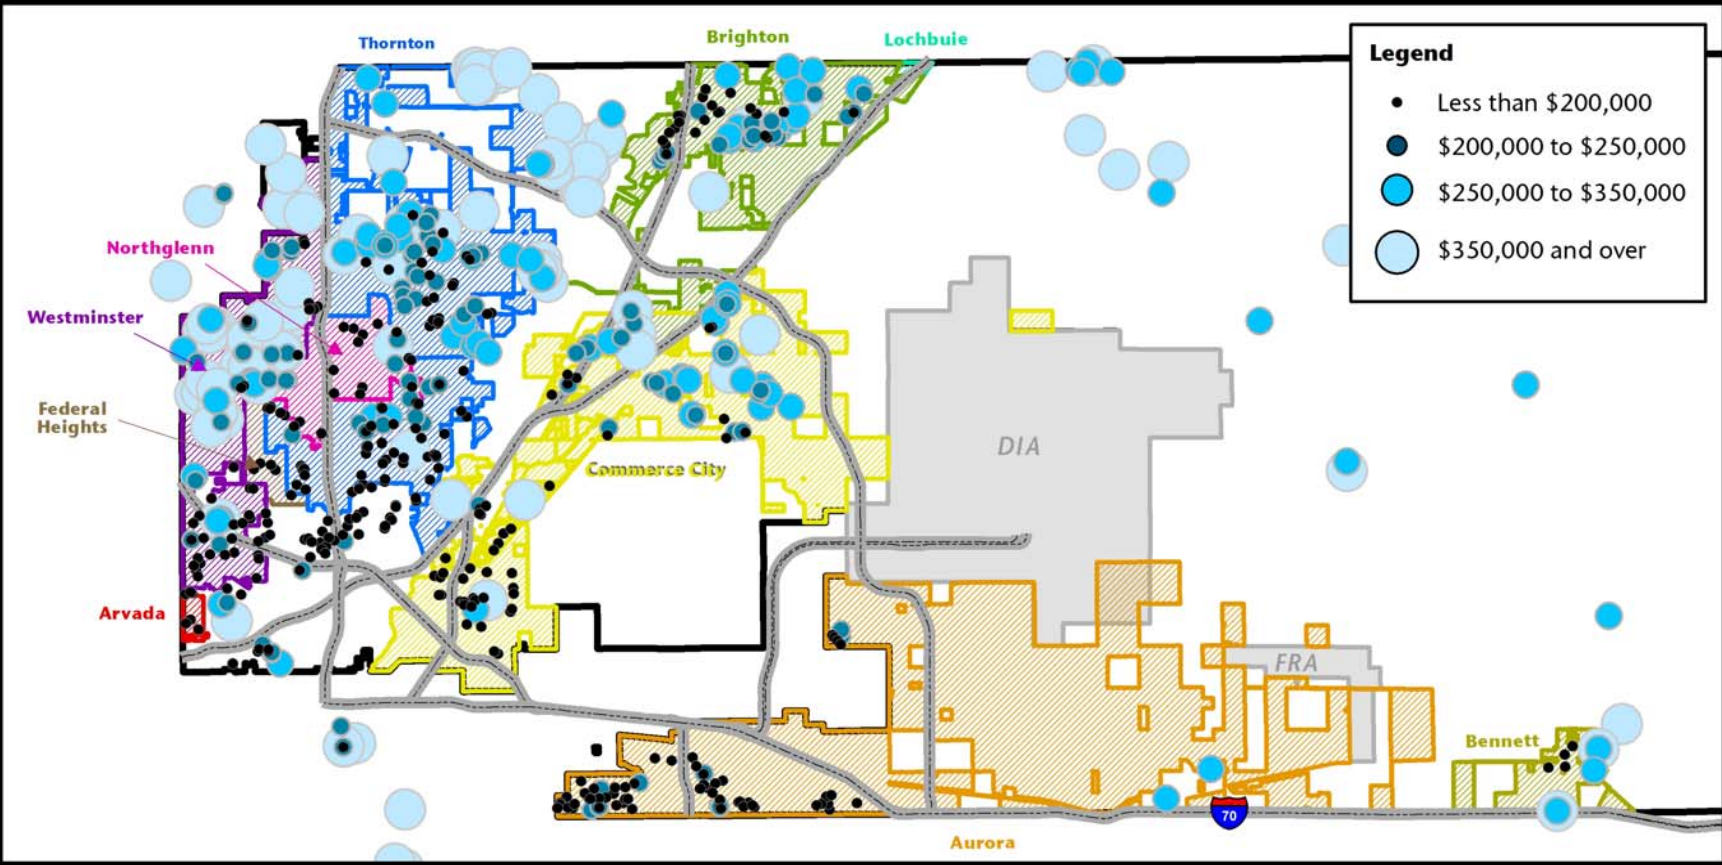 Thornton
Brighton
Lochbuie
Legend
Less than $200,000
$200,000 to $250,000
$250,000 to $350,000
$350,000 and over
Northglenn
Westminster
Federal
Heights
DIA
Commerce City
Arvada
FRA
Bennett
70
Aurora